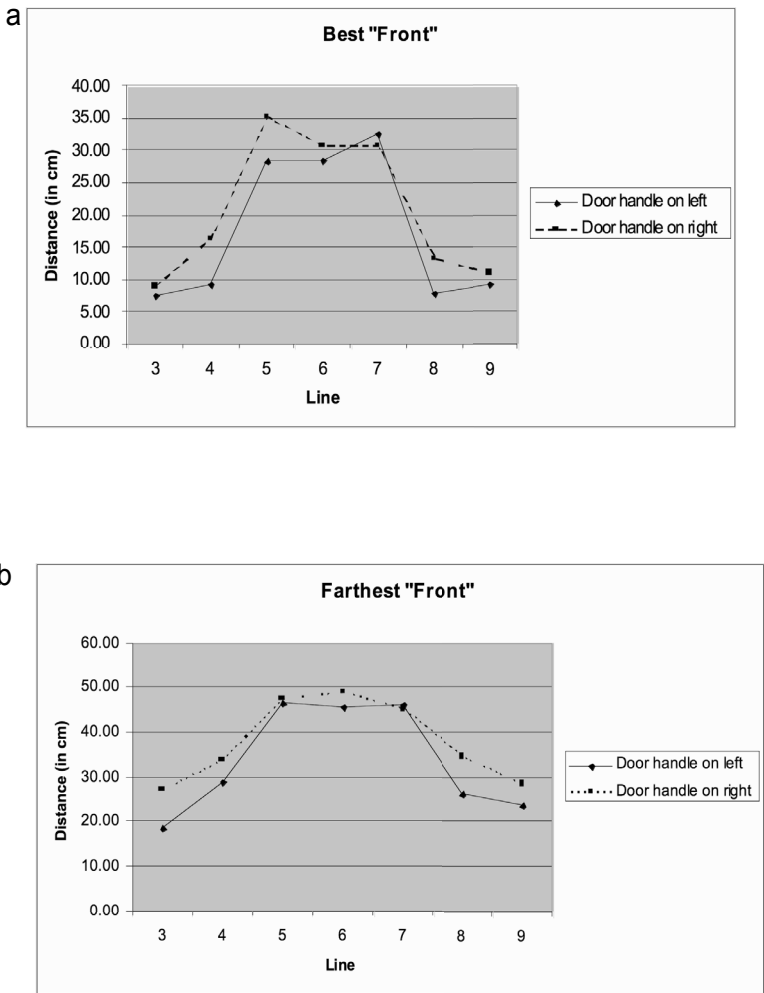 a
Best "Front"
40.00
35.00
30.00
25.00
20.00
15.00
10.00
5.00
0.00
Distance (in cm)
3 4 5 6 7 8 9
Line
Door handle on left
Door handle on right
b
Farthest "Front"
60.00
50.00
40.00
30.00
20.00
10.00
0.00
Distance (in cm)
3 4 5 6 7 8 9
Line
Door handle on left
Door handle on right